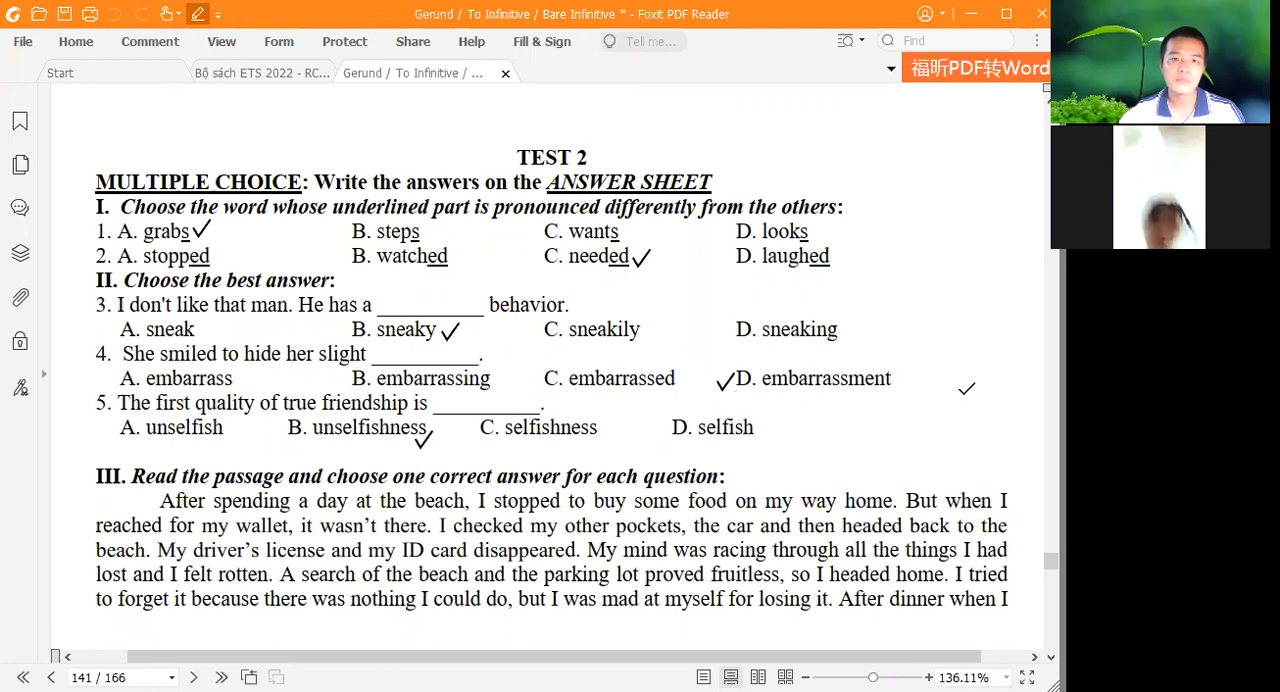 Gerund / To Infinitive / Bare Infinitive * - Foxit PDF Reader
File Home Comment View Form Protect Share Help Fill & Sign Tell me... Find
Start Bộ sách ETS 2022 - RC... Gerund / To Infinitive / ... 福昕PDF转Word
TEST 2
MULTIPLE CHOICE: Write the answers on the ANSWER SHEET
I. Choose the word whose underlined part is pronounced differently from the others:
1. A. grabs B. steps C. wants D. looks
2. A. stopped B. watched C. needed D. laughed
II. Choose the best answer:
3. I don't like that man. He has a __________ behavior.
A. sneak B. sneaky C. sneakily D. sneaking
4. She smiled to hide her slight __________.
A. embarrass B. embarrassing C. embarrassed D. embarrassment
5. The first quality of true friendship is __________.
A. unselfish B. unselfishness C. selfishness D. selfish
III. Read the passage and choose one correct answer for each question:
After spending a day at the beach, I stopped to buy some food on my way home. But when I
reached for my wallet, it wasn't there. I checked my other pockets, the car and then headed back to the
beach. My driver's license and my ID card disappeared. My mind was racing through all the things I had
lost and I felt rotten. A search of the beach and the parking lot proved fruitless, so I headed home. I tried
to forget it because there was nothing I could do, but I was mad at myself for losing it. After dinner when I
141 / 166 136.11%